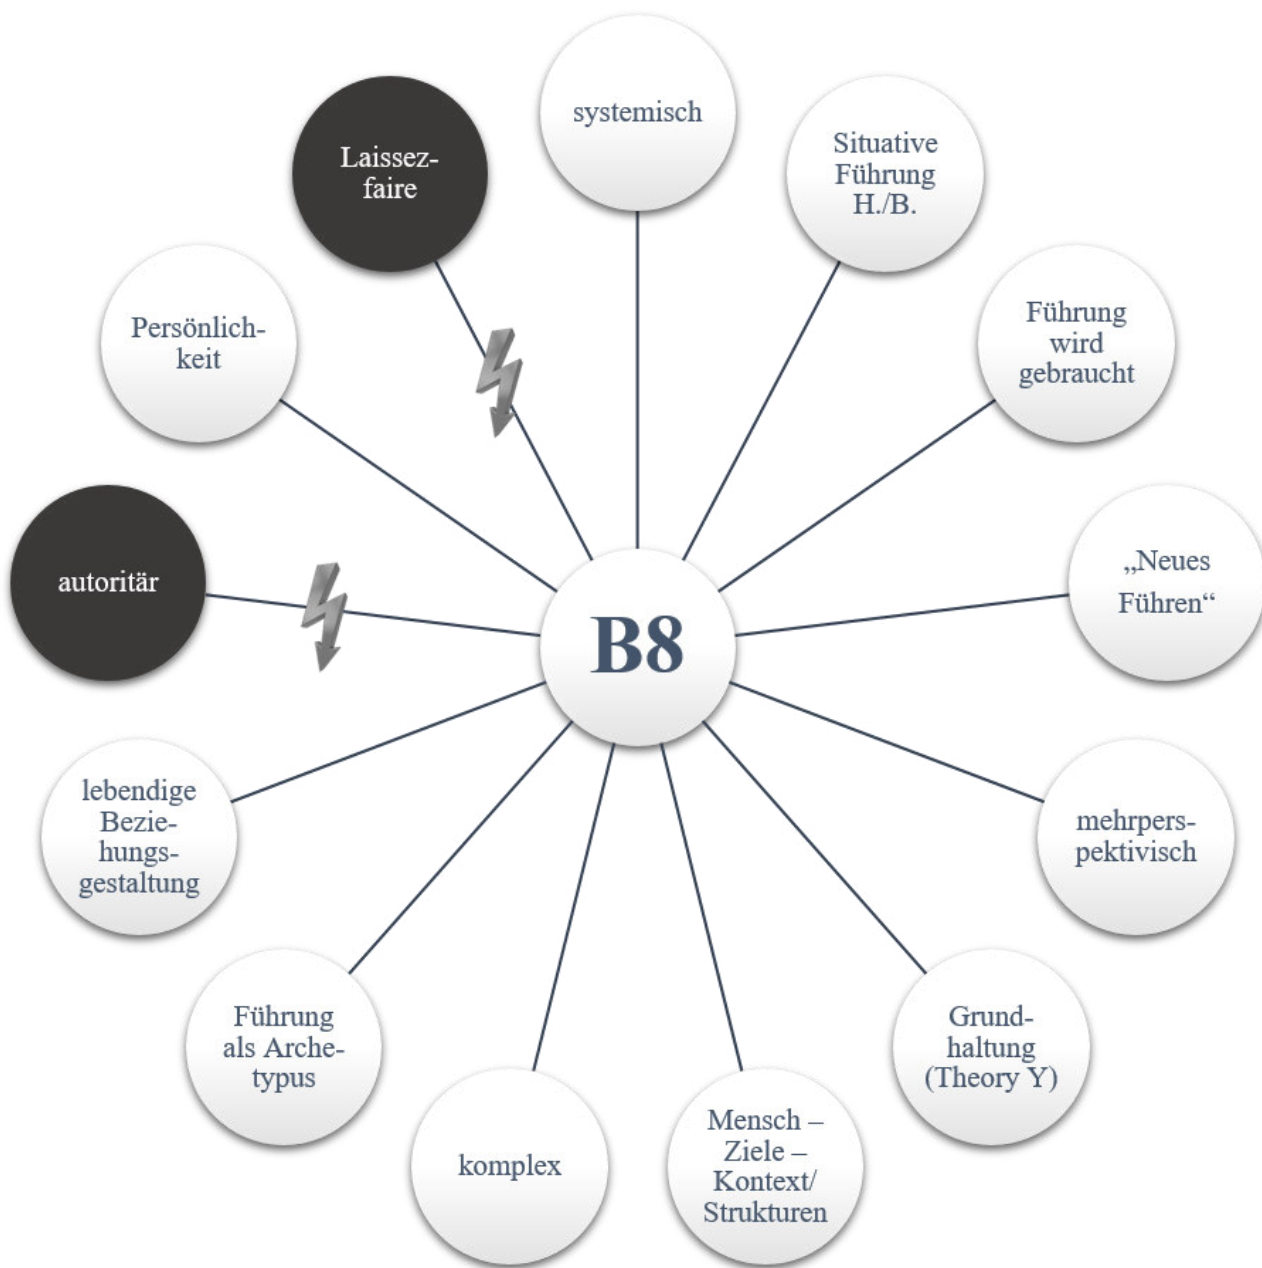 systemisch
Situative
Führung
H./B.
Führung
wird
gebraucht
„Neues
Führen“
mehrpers-
pektivisch
Grund-
haltung
(Theory Y)
Mensch –
Ziele –
Kontext/
Strukturen
komplex
Führung
als Arche-
typus
lebendige
Bezie-
hungs-
gestaltung
autoritär
Persönlich-
keit
Laissez-
faire
B8